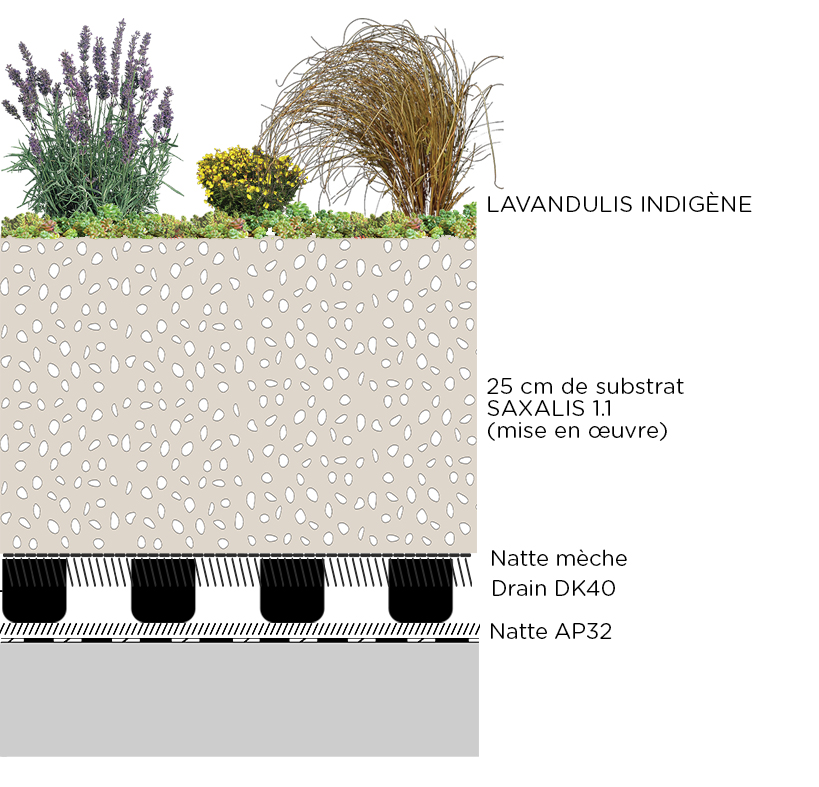 LAVANDULIS INDIGÈNE
25 cm de substrat
SAXALIS 1.1
(mise en œuvre)
Natte mèche
Drain DK40
Natte AP32